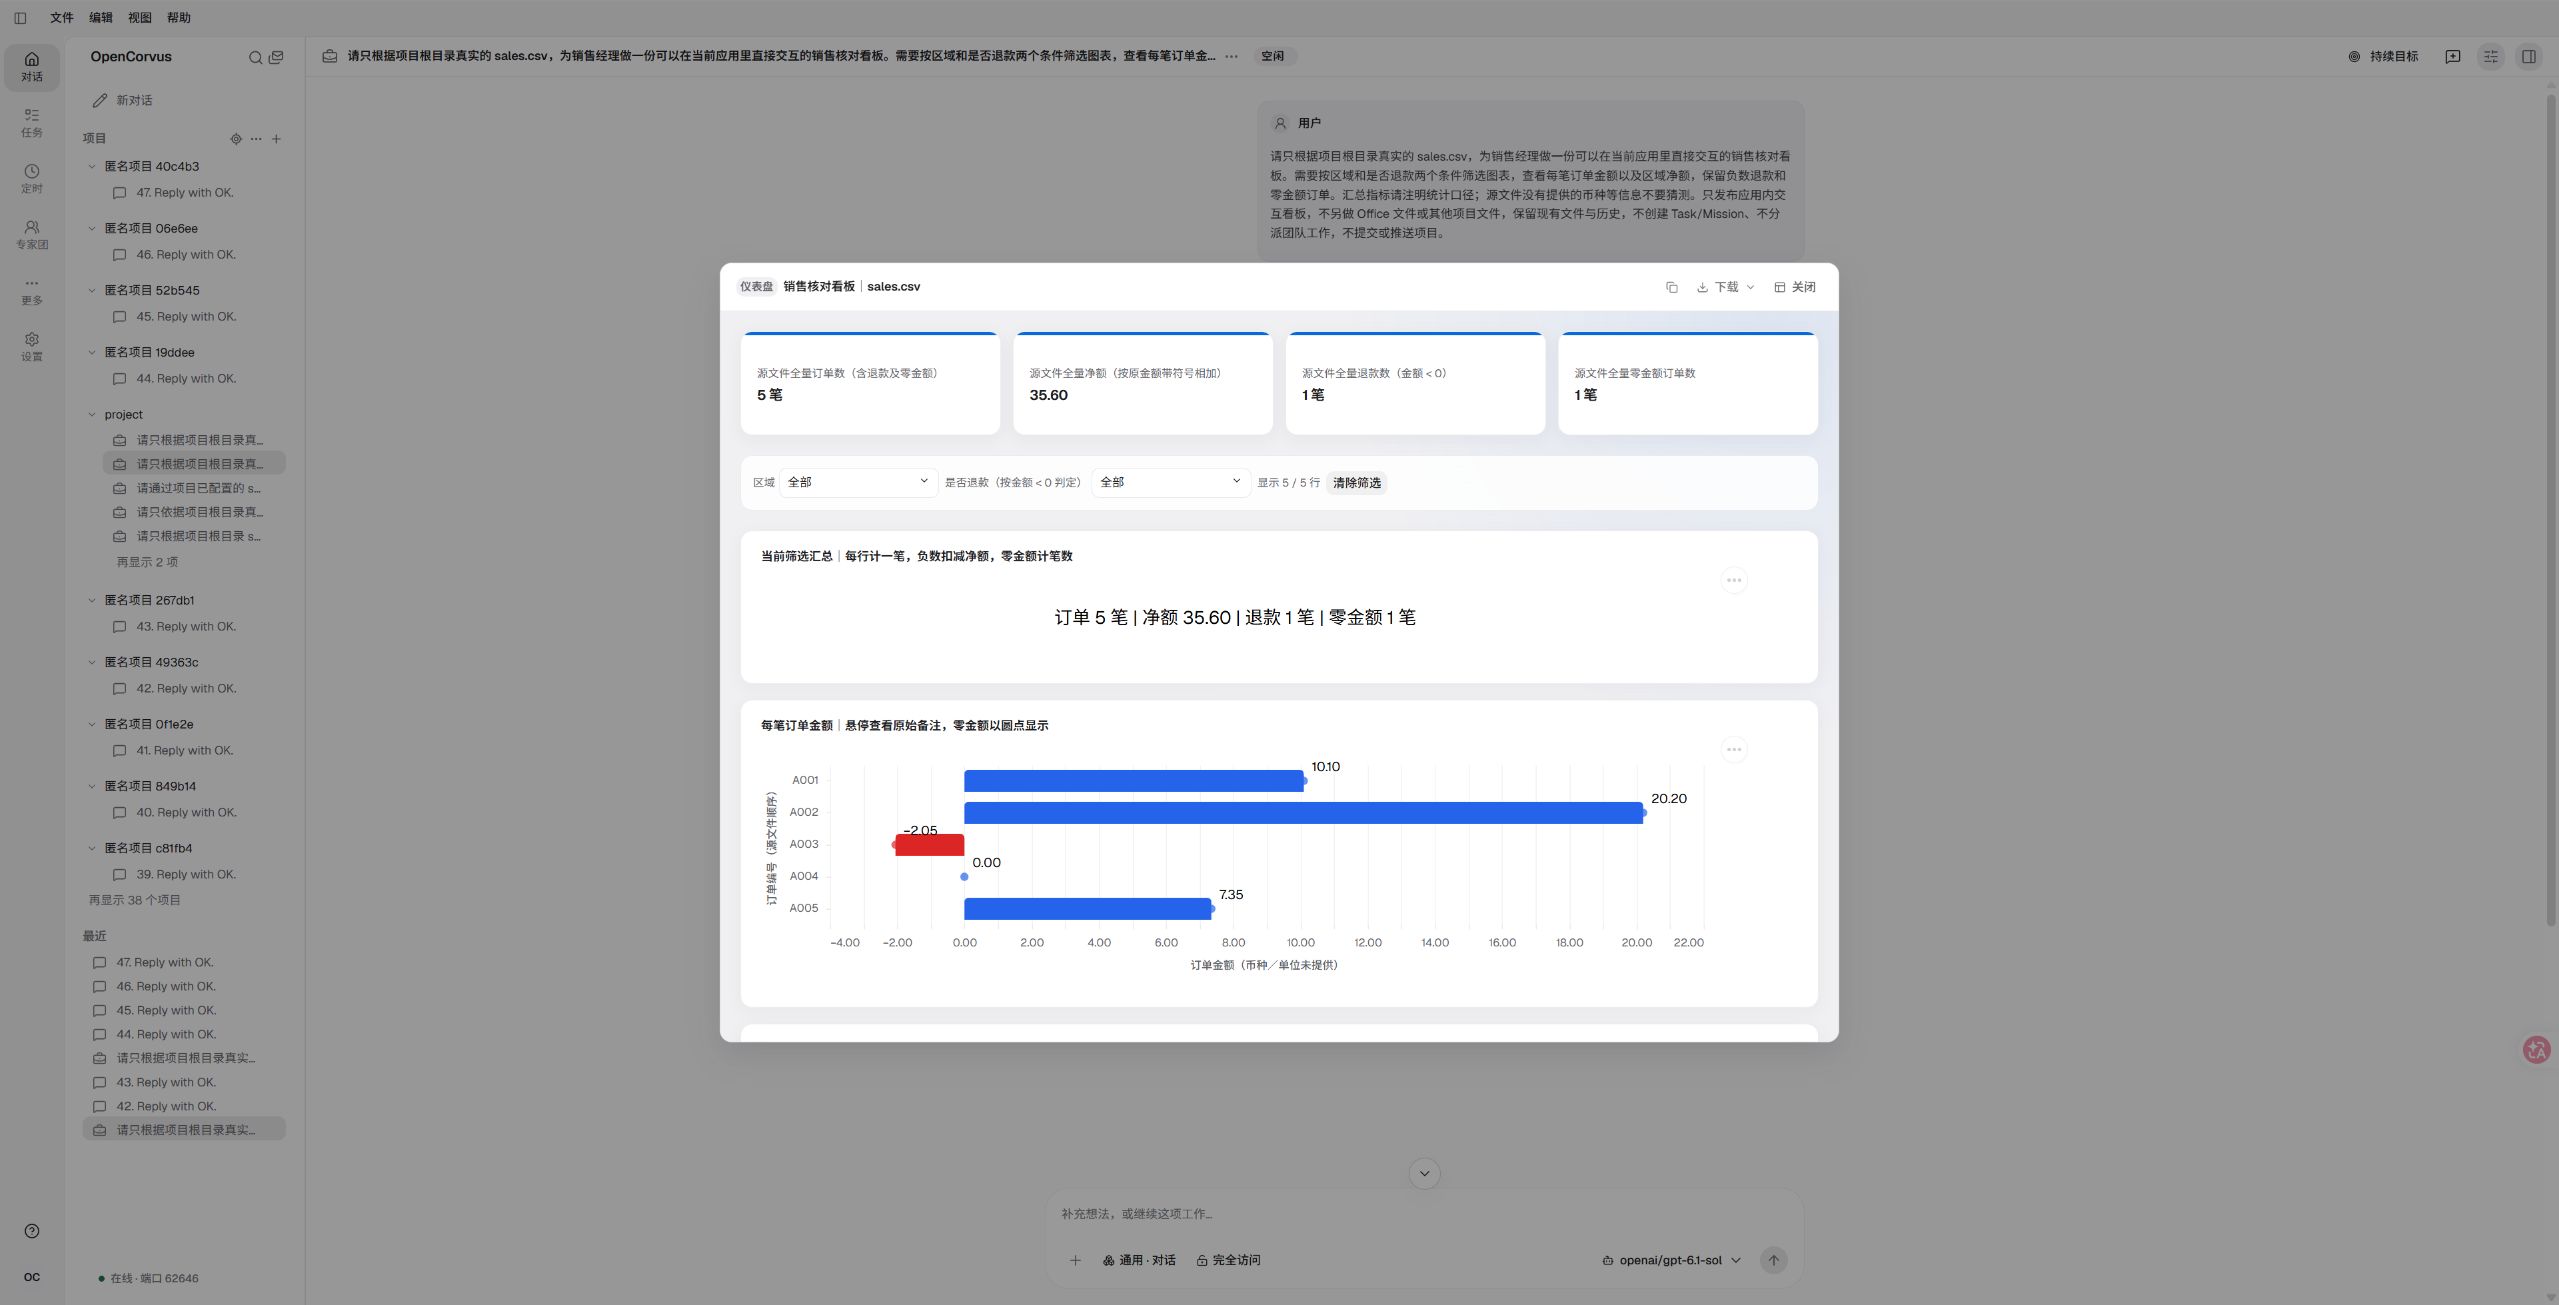 文件 编辑 视图 帮助
对话
任务
定时
专家团
更多
设置
OC
OpenCorvus
新对话
项目
匿名项目 40c4b3
47. Reply with OK.
匿名项目 06e6ee
46. Reply with OK.
匿名项目 52b545
45. Reply with OK.
匿名项目 19ddee
44. Reply with OK.
project
请只根据项目根目录真...
请只根据项目根目录真...
请通过项目已配置的 s...
请只依据项目根目录真...
请只根据项目根目录 s...
再显示 2 项
匿名项目 267db1
43. Reply with OK.
匿名项目 49363c
42. Reply with OK.
匿名项目 0f1e2e
41. Reply with OK.
匿名项目 849b14
40. Reply with OK.
匿名项目 c81fb4
39. Reply with OK.
再显示 38 个项目
最近
47. Reply with OK.
46. Reply with OK.
45. Reply with OK.
44. Reply with OK.
请只根据项目根目录真实...
43. Reply with OK.
42. Reply with OK.
请只根据项目根目录真实...
在线 · 端口 62646
请只根据项目根目录真实的 sales.csv，为销售经理做一份可以在当前应用里直接交互的销售核对看板。需要按区域和是否退款两个条件筛选图表，查看每笔订单金...
空闲
持续目标
用户
请只根据项目根目录真实的 sales.csv，为销售经理做一份可以在当前应用里直接交互的销售核对看
板。需要按区域和是否退款两个条件筛选图表，查看每笔订单金额以及区域净额，保留负数退款和
零金额订单。汇总指标请注明统计口径；源文件没有提供的币种等信息不要猜测。只发布应用内交
互看板，不另做 Office 文件或其他项目文件，保留现有文件与历史，不创建 Task/Mission、不分
派团队工作，不提交或推送项目。
仪表盘 销售核对看板｜sales.csv
下载 关闭
源文件全量订单数（含退款及零金额）
5 笔
源文件全量净额（按原金额带符号相加）
35.60
源文件全量退款数（金额 < 0）
1 笔
源文件全量零金额订单数
1 笔
区域 全部 是否退款（按金额 < 0 判定） 全部 显示 5 / 5 行 清除筛选
当前筛选汇总｜每行计一笔，负数扣减净额，零金额计笔数
订单 5 笔 | 净额 35.60 | 退款 1 笔 | 零金额 1 笔
每笔订单金额｜悬停查看原始备注，零金额以圆点显示
订单编号（源文件顺序）
A001 10.10
A002 20.20
A003 −2.05
A004 0.00
A005 7.35
−4.00 −2.00 0.00 2.00 4.00 6.00 8.00 10.00 12.00 14.00 16.00 18.00 20.00 22.00
订单金额（币种／单位未提供）
补充想法，或继续这项工作...
通用 · 对话 完全访问
openai/gpt-6.1-sol